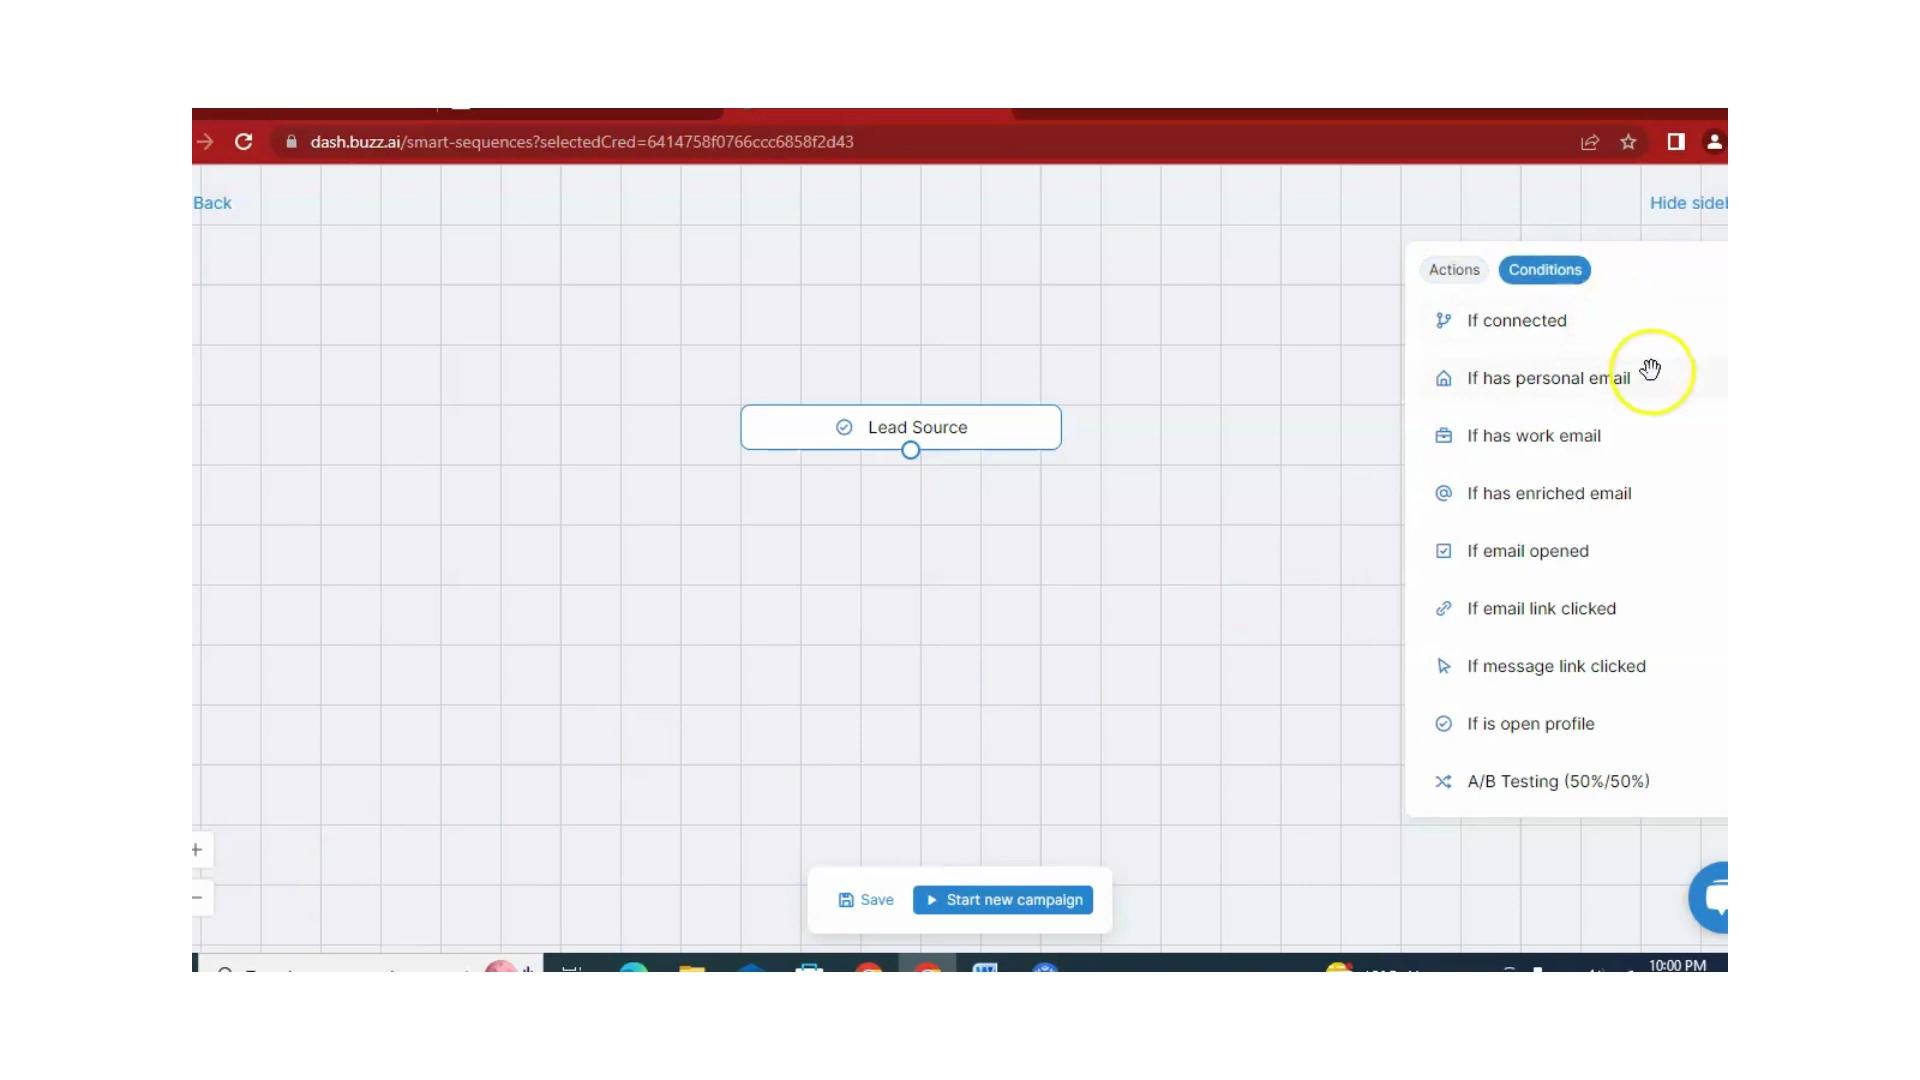 dash.buzz.ai/smart-sequences?selectedCred=6414758f0766ccc6858f2d43
Back
Hide sidel
Actions Conditions
If connected
If has personal email
Lead Source
If has work email
If has enriched email
If email opened
If email link clicked
If message link clicked
If is open profile
A/B Testing (50%/50%)
Save Start new campaign
10:00 PM